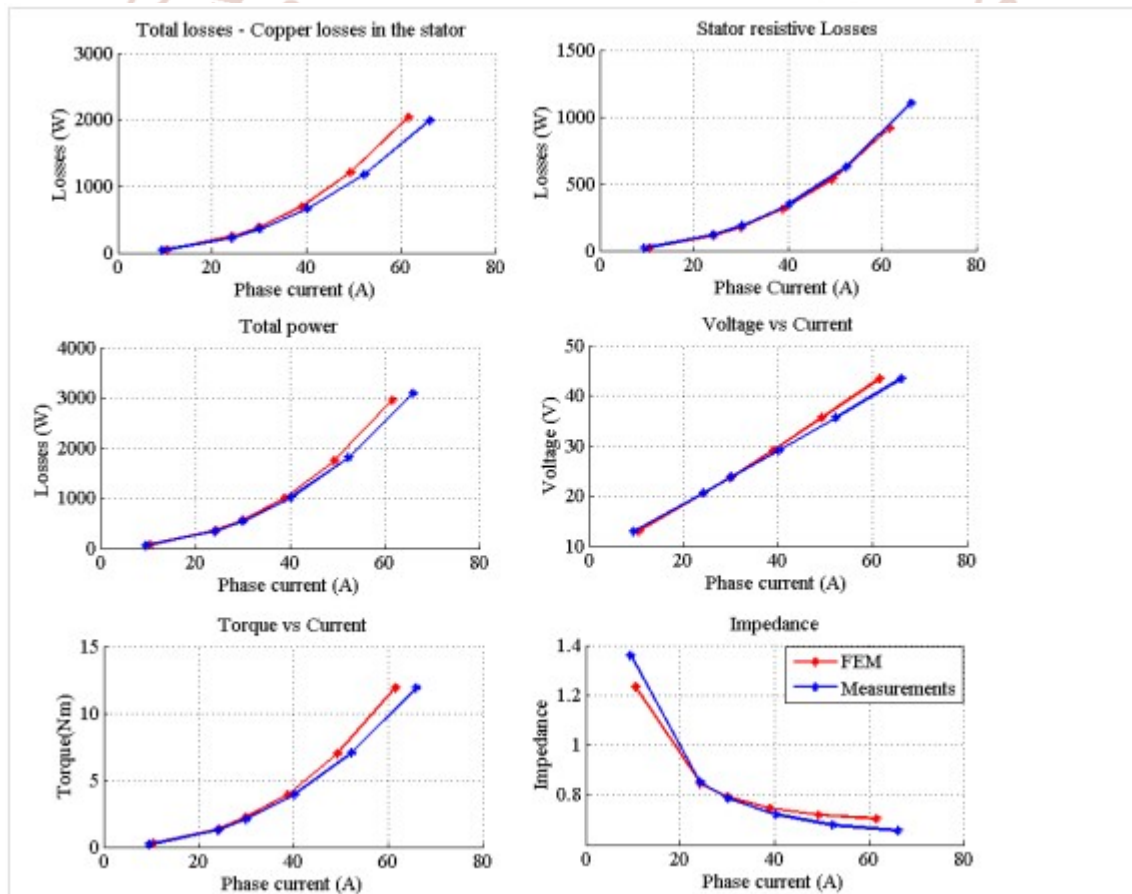 Total losses - Copper losses in the stator
3000
2000
1000
0
Losses (W)
0 20 40 60 80
Phase current (A)
Stator resistive Losses
1500
1000
500
0
Losses (W)
0 20 40 60 80
Phase Current (A)
Total power
4000
3000
2000
1000
0
Losses (W)
0 20 40 60 80
Phase current (A)
Voltage vs Current
50
40
30
20
10
Voltage (V)
0 20 40 60 80
Phase current (A)
Torque vs Current
15
10
5
0
Torque(Nm)
0 20 40 60 80
Phase current (A)
Impedance
1.4
1.2
1
0.8
Impedance
FEM
Measurements
0 20 40 60 80
Phase current (A)